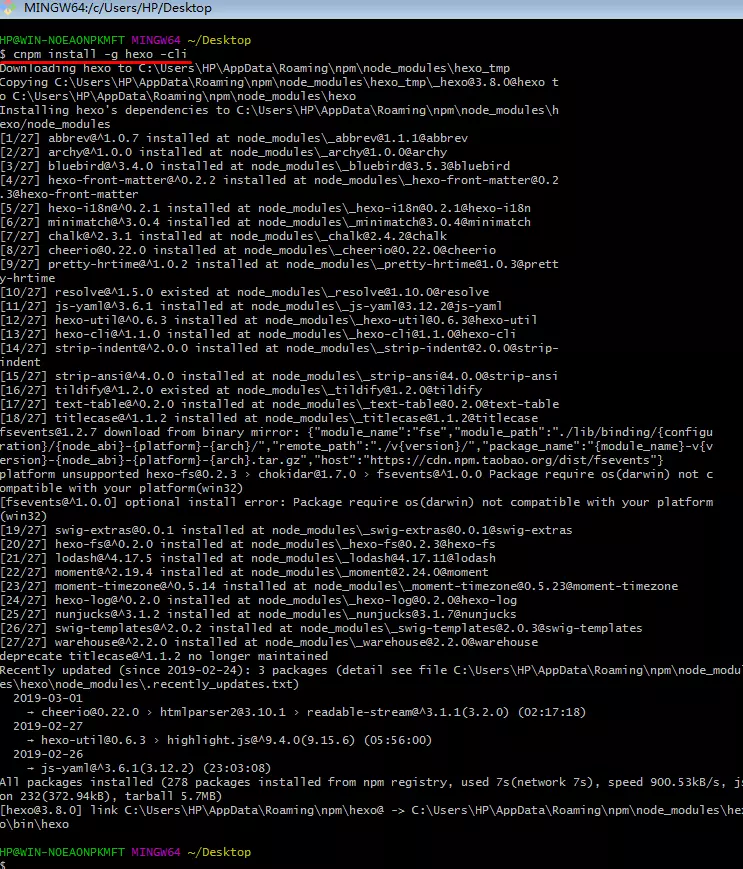 MINGW64:/c/Users/HP/Desktop
HP@WIN-NOEAONPKMFT MINGW64 ~/Desktop
$ cnpm install -g hexo -cli
Downloading hexo to C:\Users\HP\AppData\Roaming\npm\node_modules\hexo_tmp
Copying C:\Users\HP\AppData\Roaming\npm\node_modules\hexo_tmp\_hexo@3.8.0@hexo t
o C:\Users\HP\AppData\Roaming\npm\node_modules\hexo
Installing hexo's dependencies to C:\Users\HP\AppData\Roaming\npm\node_modules\h
exo/node_modules
[1/27] abbrev@^1.0.7 installed at node_modules\_abbrev@1.1.1@abbrev
[2/27] archy@^1.0.0 installed at node_modules\_archy@1.0.0@archy
[3/27] bluebird@^3.4.0 installed at node_modules\_bluebird@3.5.3@bluebird
[4/27] hexo-front-matter@^0.2.2 installed at node_modules\_hexo-front-matter@0.2
.3@hexo-front-matter
[5/27] hexo-i18n@^0.2.1 installed at node_modules\_hexo-i18n@0.2.1@hexo-i18n
[6/27] minimatch@^3.0.4 installed at node_modules\_minimatch@3.0.4@minimatch
[7/27] chalk@^2.3.1 installed at node_modules\_chalk@2.4.2@chalk
[8/27] cheerio@0.22.0 installed at node_modules\_cheerio@0.22.0@cheerio
[9/27] pretty-hrtime@^1.0.2 installed at node_modules\_pretty-hrtime@1.0.3@prett
y-hrtime
[10/27] resolve@^1.5.0 existed at node_modules\_resolve@1.10.0@resolve
[11/27] js-yaml@^3.6.1 installed at node_modules\_js-yaml@3.12.2@js-yaml
[12/27] hexo-util@^0.6.3 installed at node_modules\_hexo-util@0.6.3@hexo-util
[13/27] hexo-cli@^1.1.0 installed at node_modules\_hexo-cli@1.1.0@hexo-cli
[14/27] strip-indent@^2.0.0 installed at node_modules\_strip-indent@2.0.0@strip-
indent
[15/27] strip-ansi@^4.0.0 installed at node_modules\_strip-ansi@4.0.0@strip-ansi
[16/27] tildify@^1.2.0 existed at node_modules\_tildify@1.2.0@tildify
[17/27] text-table@^0.2.0 installed at node_modules\_text-table@0.2.0@text-table
[18/27] titlecase@^1.1.2 installed at node_modules\_titlecase@1.1.2@titlecase
fsevents@1.2.7 download from binary mirror: {"module_name":"fse","module_path":"./lib/binding/{configu
ration}/{node_abi}-{platform}-{arch}/","remote_path":"./v{version}/","package_name":"{module_name}-v{v
ersion}-{node_abi}-{platform}-{arch}.tar.gz","host":"https://cdn.npm.taobao.org/dist/fsevents"}
platform unsupported hexo-fs@0.2.3 › chokidar@1.7.0 › fsevents@^1.0.0 Package require os(darwin) not c
ompatible with your platform(win32)
[fsevents@^1.0.0] optional install error: Package require os(darwin) not compatible with your platform
(win32)
[19/27] swig-extras@0.0.1 installed at node_modules\_swig-extras@0.0.1@swig-extras
[20/27] hexo-fs@^0.2.0 installed at node_modules\_hexo-fs@0.2.3@hexo-fs
[21/27] lodash@^4.17.5 installed at node_modules\_lodash@4.17.11@lodash
[22/27] moment@^2.19.4 installed at node_modules\_moment@2.24.0@moment
[23/27] moment-timezone@^0.5.14 installed at node_modules\_moment-timezone@0.5.23@moment-timezone
[24/27] hexo-log@^0.2.0 installed at node_modules\_hexo-log@0.2.0@hexo-log
[25/27] nunjucks@^3.1.2 installed at node_modules\_nunjucks@3.1.7@nunjucks
[26/27] swig-templates@^2.0.2 installed at node_modules\_swig-templates@2.0.3@swig-templates
[27/27] warehouse@^2.2.0 installed at node_modules\_warehouse@2.2.0@warehouse
deprecate titlecase@^1.1.2 no longer maintained
Recently updated (since 2019-02-24): 3 packages (detail see file C:\Users\HP\AppData\Roaming\npm\node_modul
es\hexo\node_modules\.recently_updates.txt)
2019-03-01
→ cheerio@0.22.0 › htmlparser2@3.10.1 › readable-stream@^3.1.1(3.2.0) (02:17:18)
2019-02-27
→ hexo-util@0.6.3 › highlight.js@^9.4.0(9.15.6) (05:56:00)
2019-02-26
→ js-yaml@^3.6.1(3.12.2) (23:03:08)
All packages installed (278 packages installed from npm registry, used 7s(network 7s), speed 900.53kB/s, js
on 232(372.94kB), tarball 5.7MB)
[hexo@3.8.0] link C:\Users\HP\AppData\Roaming\npm\hexo@ -> C:\Users\HP\AppData\Roaming\npm\node_modules\hex
o\bin\hexo
HP@WIN-NOEAONPKMFT MINGW64 ~/Desktop
$